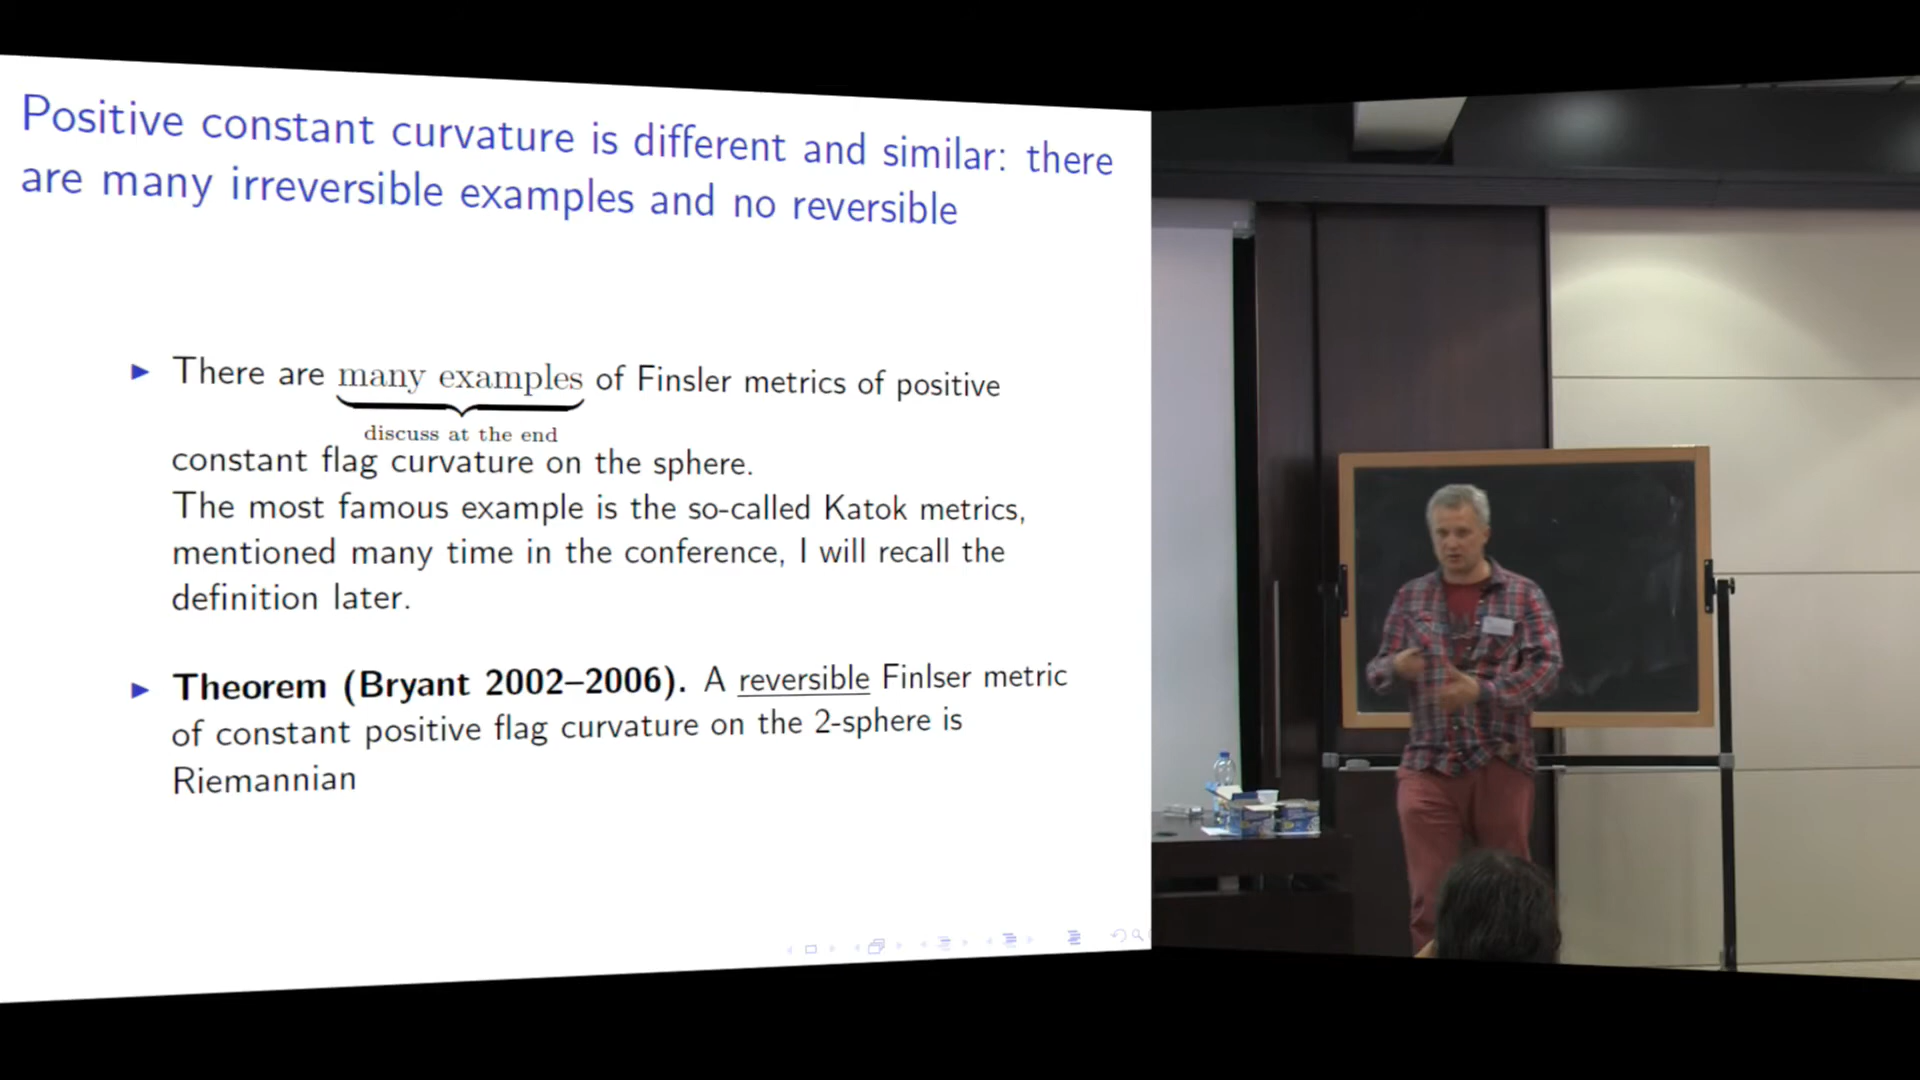 Positive constant curvature is different and similar: there
are many irreversible examples and no reversible
▶ There are many examples of Finsler metrics of positive
discuss at the end
constant flag curvature on the sphere.
The most famous example is the so-called Katok metrics,
mentioned many time in the conference, I will recall the
definition later.
▶ Theorem (Bryant 2002–2006). A reversible Finlser metric
of constant positive flag curvature on the 2-sphere is
Riemannian